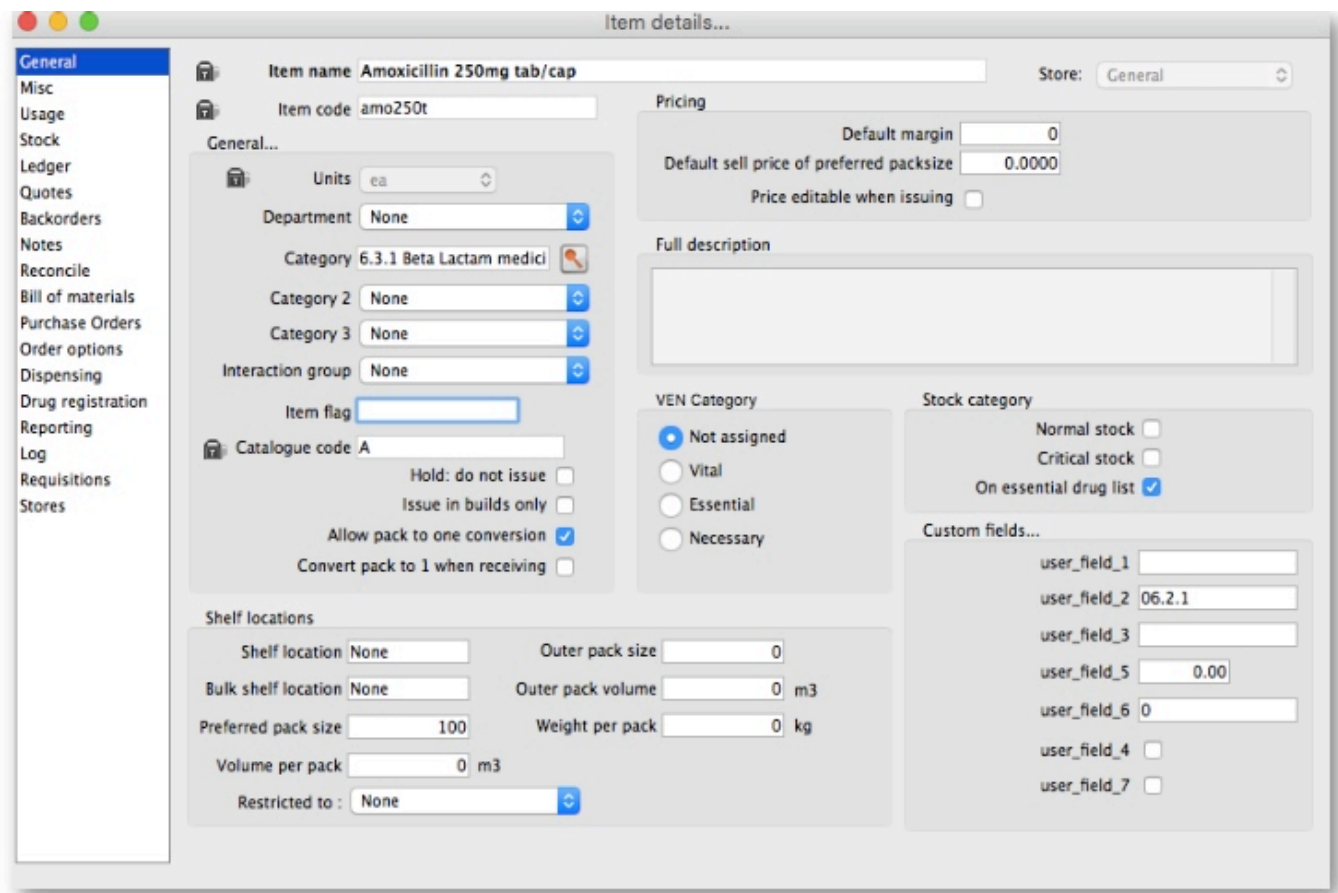 Item details...
General
Misc
Usage
Stock
Ledger
Quotes
Backorders
Notes
Reconcile
Bill of materials
Purchase Orders
Order options
Dispensing
Drug registration
Reporting
Log
Requisitions
Stores
Item name Amoxicillin 250mg tab/cap
Store: General
Item code amo250t
General...
Units ea
Department None
Category 6.3.1 Beta Lactam medici
Category 2 None
Category 3 None
Interaction group None
Item flag
Catalogue code A
Hold: do not issue
Issue in builds only
Allow pack to one conversion
Convert pack to 1 when receiving
Pricing
Default margin 0
Default sell price of preferred packsize 0.0000
Price editable when issuing
Full description
VEN Category
Not assigned
Vital
Essential
Necessary
Stock category
Normal stock
Critical stock
On essential drug list
Custom fields...
user_field_1
user_field_2 06.2.1
user_field_3
user_field_5 0.00
user_field_6 0
user_field_4
user_field_7
Shelf locations
Shelf location None
Bulk shelf location None
Preferred pack size 100
Volume per pack 0 m3
Restricted to : None
Outer pack size 0
Outer pack volume 0 m3
Weight per pack 0 kg